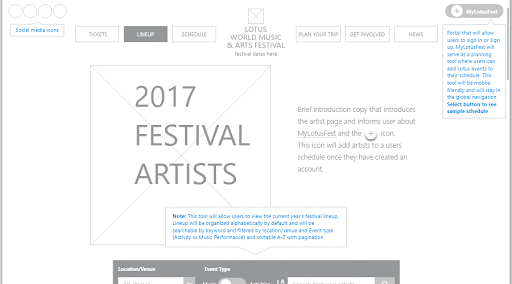 MyLotusFest
Social media icons
TICKETS
LINEUP
SCHEDULE
LOTUS
WORLD MUSIC
& ARTS FESTIVAL
festival dates here
PLAN YOUR TRIP
GET INVOLVED
NEWS
Portal that will allow
users to sign in or sign
up. MyLotusFest will
serve as a planning
tool where users can
add Lotus events to
their schedule. This
tool will be mobile
friendly and will stay in
the global navigation.
Select button to see
sample schedule
2017
FESTIVAL
ARTISTS
Brief introduction copy that introduces
the artist page and informs user about
MyLotusFest and the + icon.
This icon will add artists to a users
schedule once they have created an
account.
Note: This tool will allow users to view the current year's festival lineup.
Lineup will be organized alphabetically by default and will be
searchable by keyword and filtered by location/venue and Event type
(Activity or Music Performance) and sortable A-Z with pagination
Location/Venue
Event Type